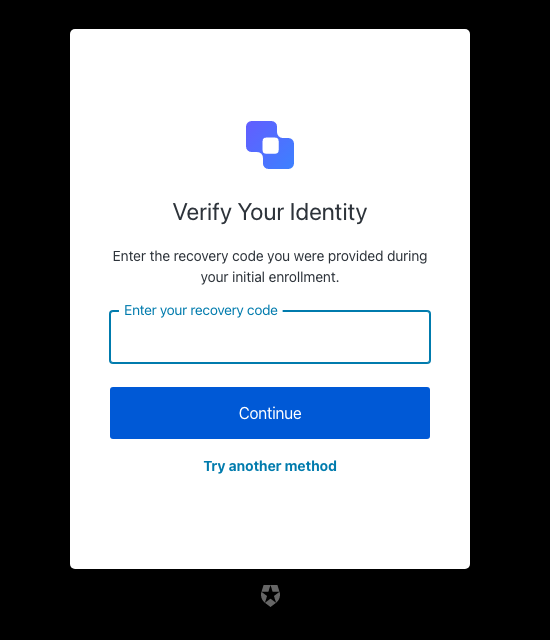 Verify Your Identity
Enter the recovery code you were provided during
your initial enrollment.
Enter your recovery code
Continue
Try another method